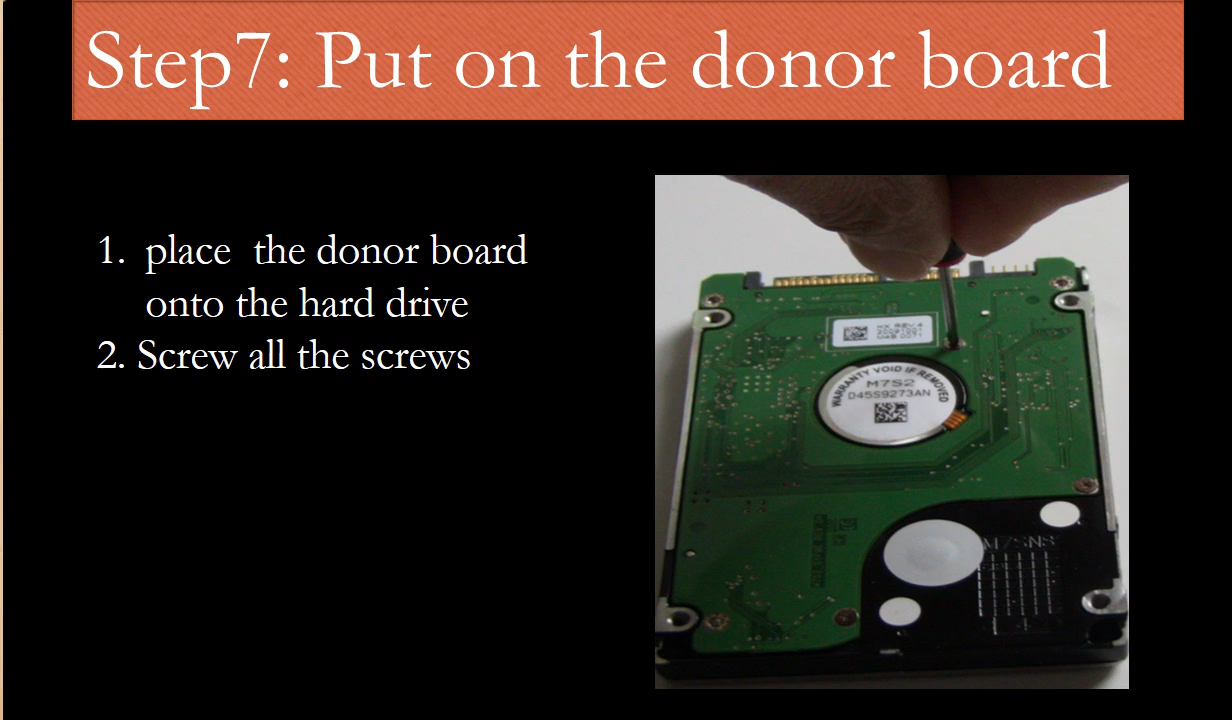 Step7: Put on the donor board
1. place the donor board
onto the hard drive
2. Screw all the screws
WARRANTY VOID IF REMOVED
M7S2
D45S9273AN